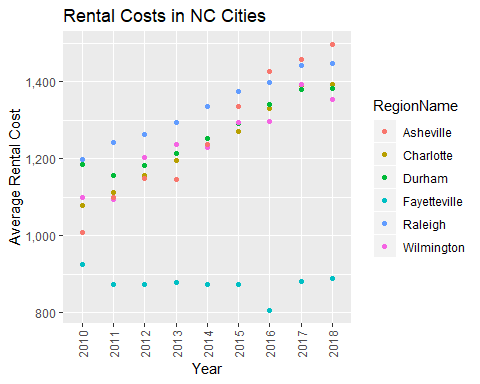 Rental Costs in NC Cities
Average Rental Cost
1,400
1,200
1,000
800
2010 2011 2012 2013 2014 2015 2016 2017 2018
Year
RegionName
Asheville
Charlotte
Durham
Fayetteville
Raleigh
Wilmington